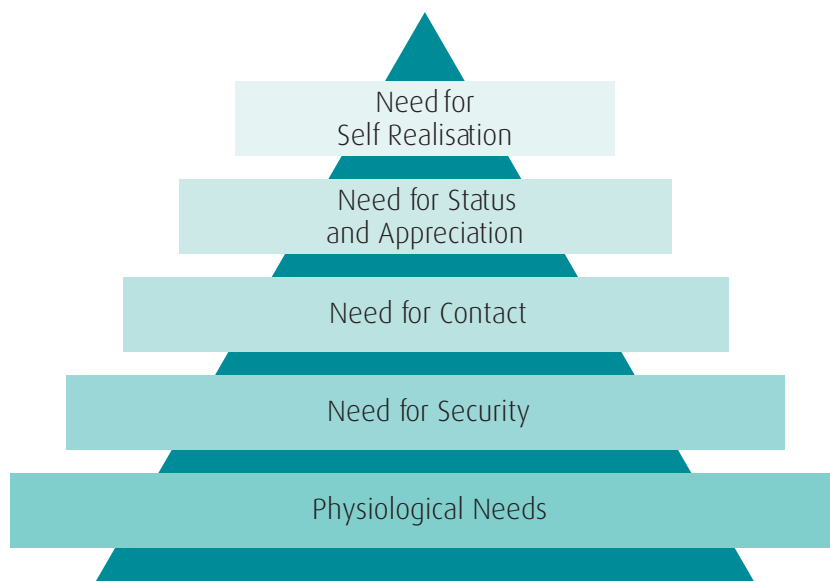 Need for
Self Realisation
Need for Status
and Appreciation
Need for Contact
Need for Security
Physiological Needs